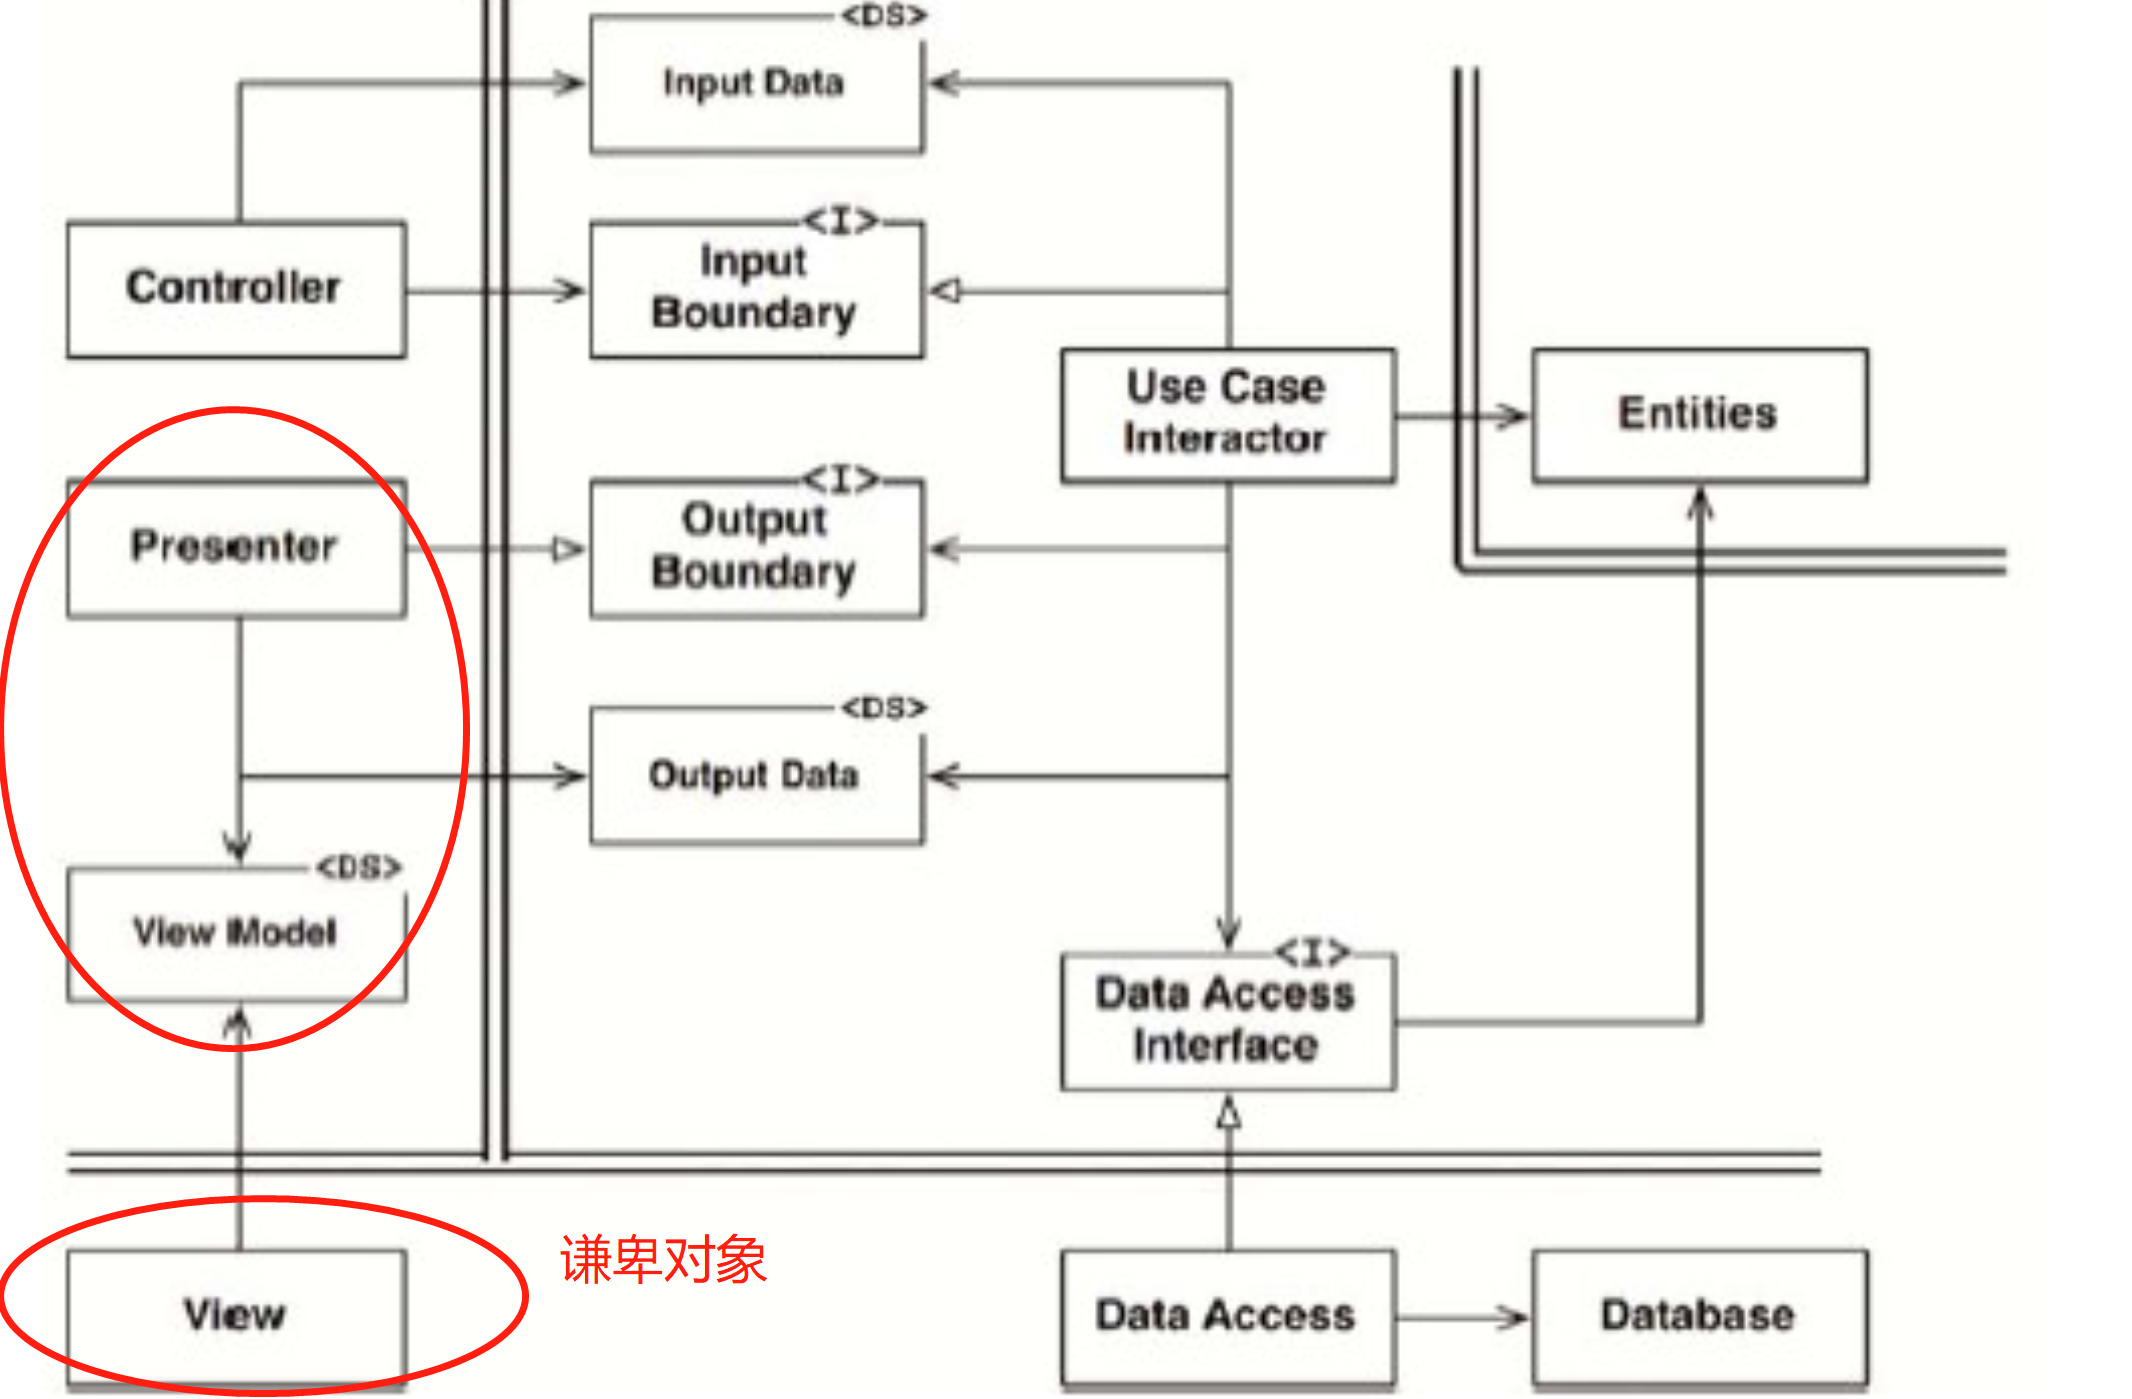 <DS>
Input Data
<I>
Controller
Input
Boundary
Use Case
Interactor
Entities
<I>
Presenter
Output
Boundary
<DS>
Output Data
<DS>
View Model
<I>
Data Access
Interface
谦卑对象
View
Data Access
Database